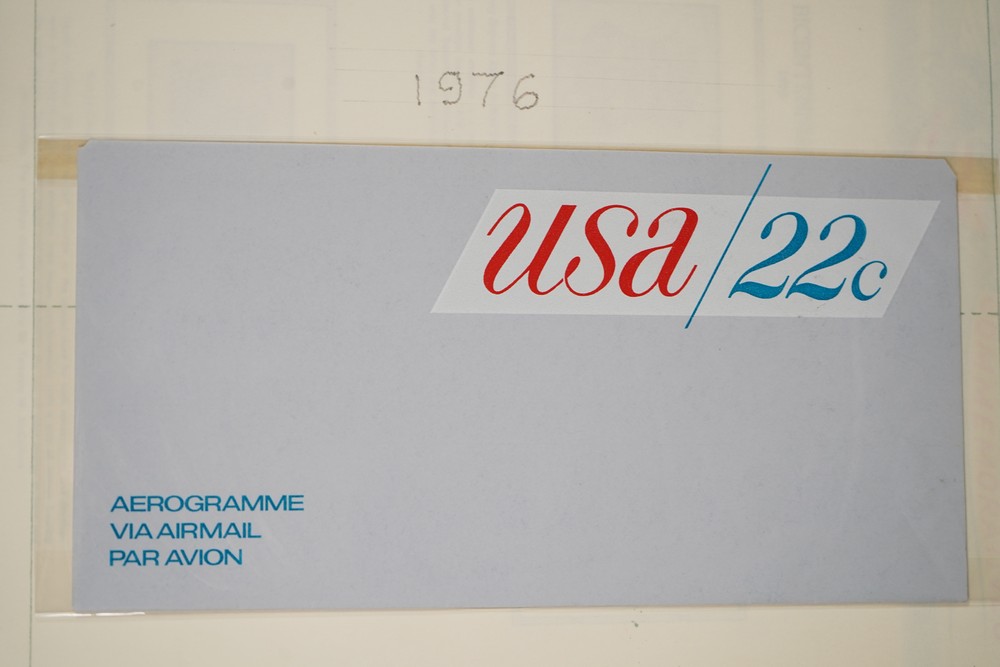 1976
usa/22c
AEROGRAMME
VIA AIRMAIL
PAR AVION